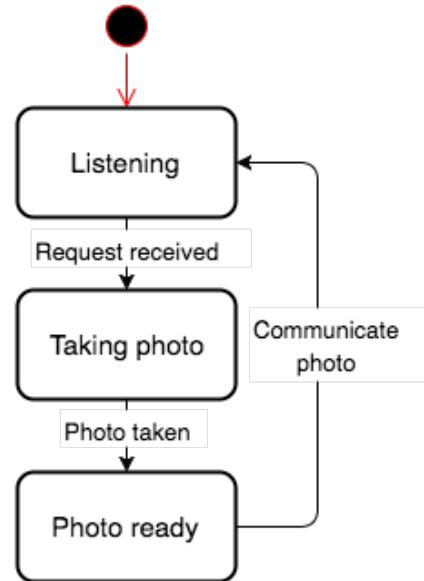 Listening
Request received
Taking photo
Communicate
photo
Photo taken
Photo ready